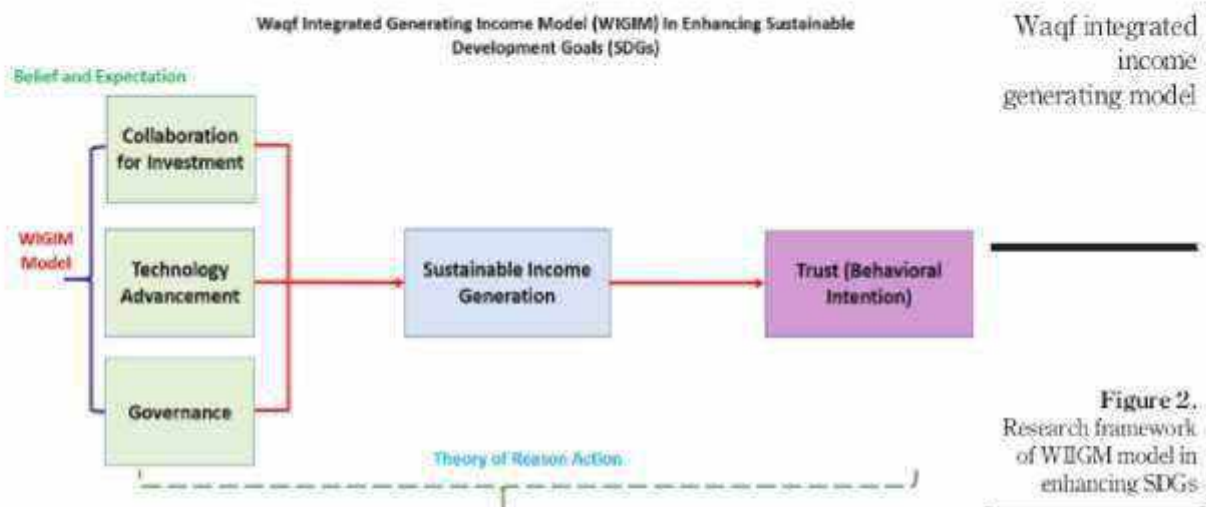 Waqf Integrated Generating Income Model (WIGIM) In Enhancing Sustainable
Development Goals (SDGs)
Waqf integrated
income
generating model
Belief and Expectation
Collaboration
for Investment
WIGIM
Model
Technology
Advancement
Sustainable Income
Generation
Trust (Behavioral
Intention)
Governance
Theory of Reason Action
Figure 2.
Research framework
of WIIGM model in
enhancing SDGs